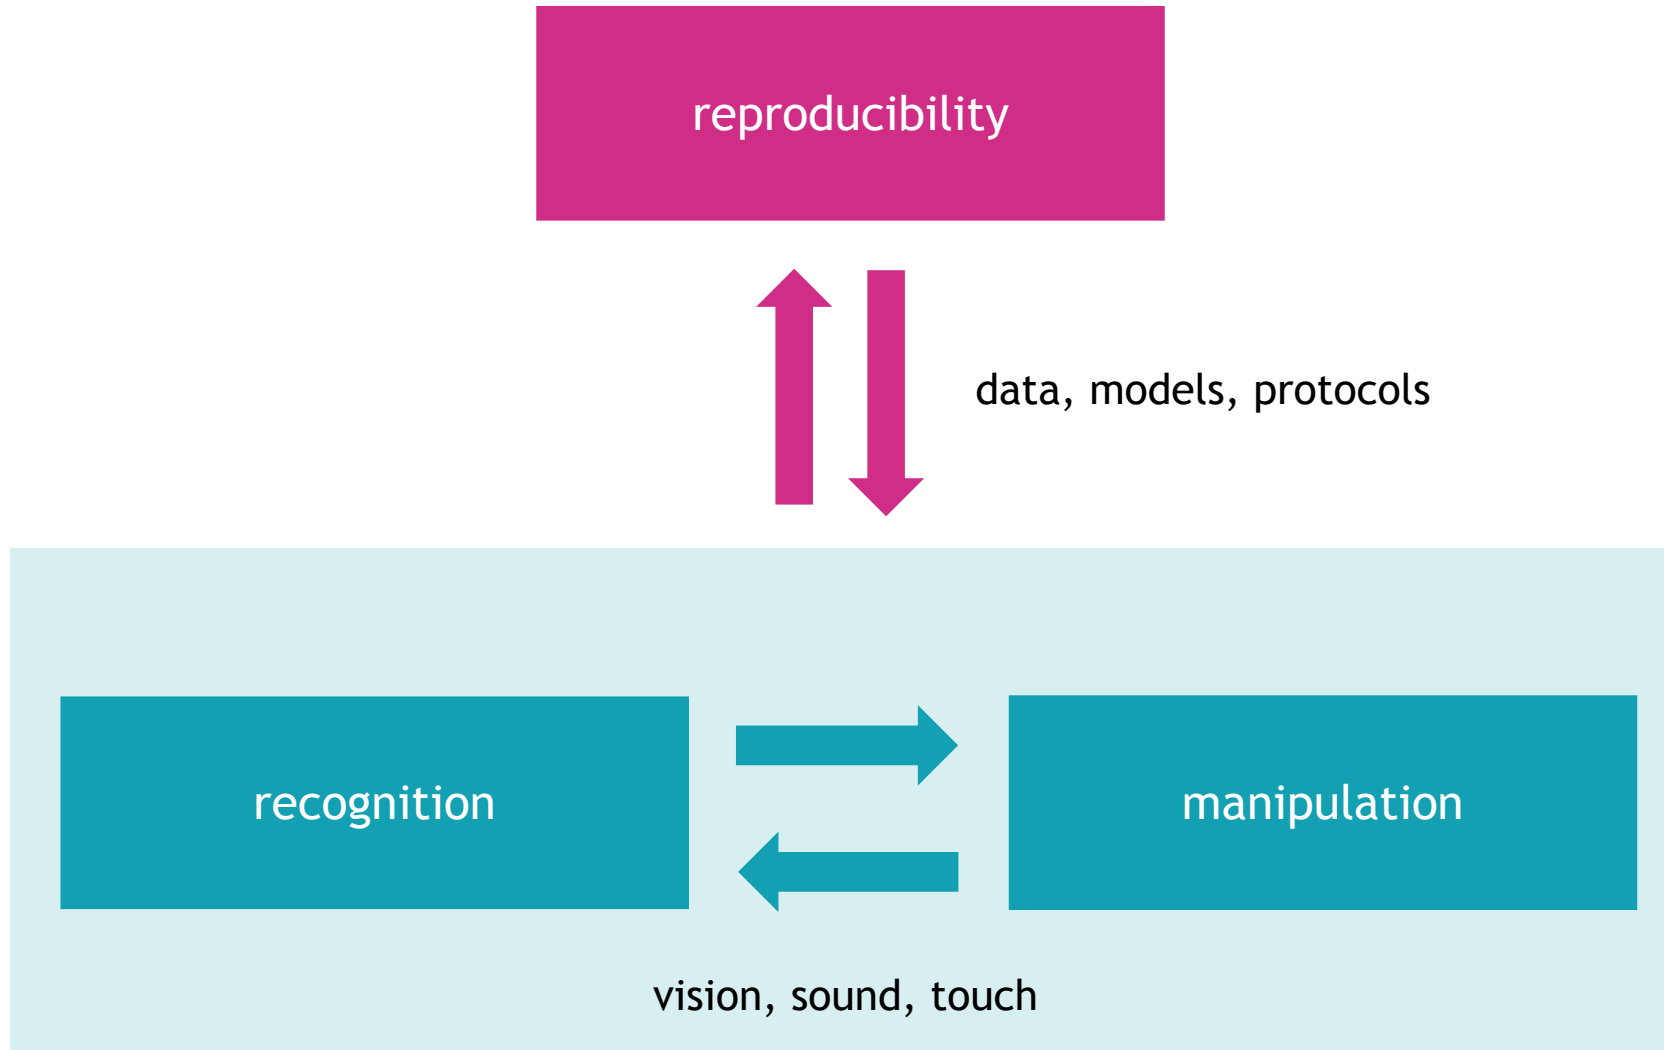 reproducibility
data, models, protocols
recognition
manipulation
vision, sound, touch